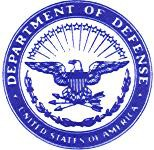 DEPARTMENT OF DEFENSE
UNITED STATES OF AMERICA